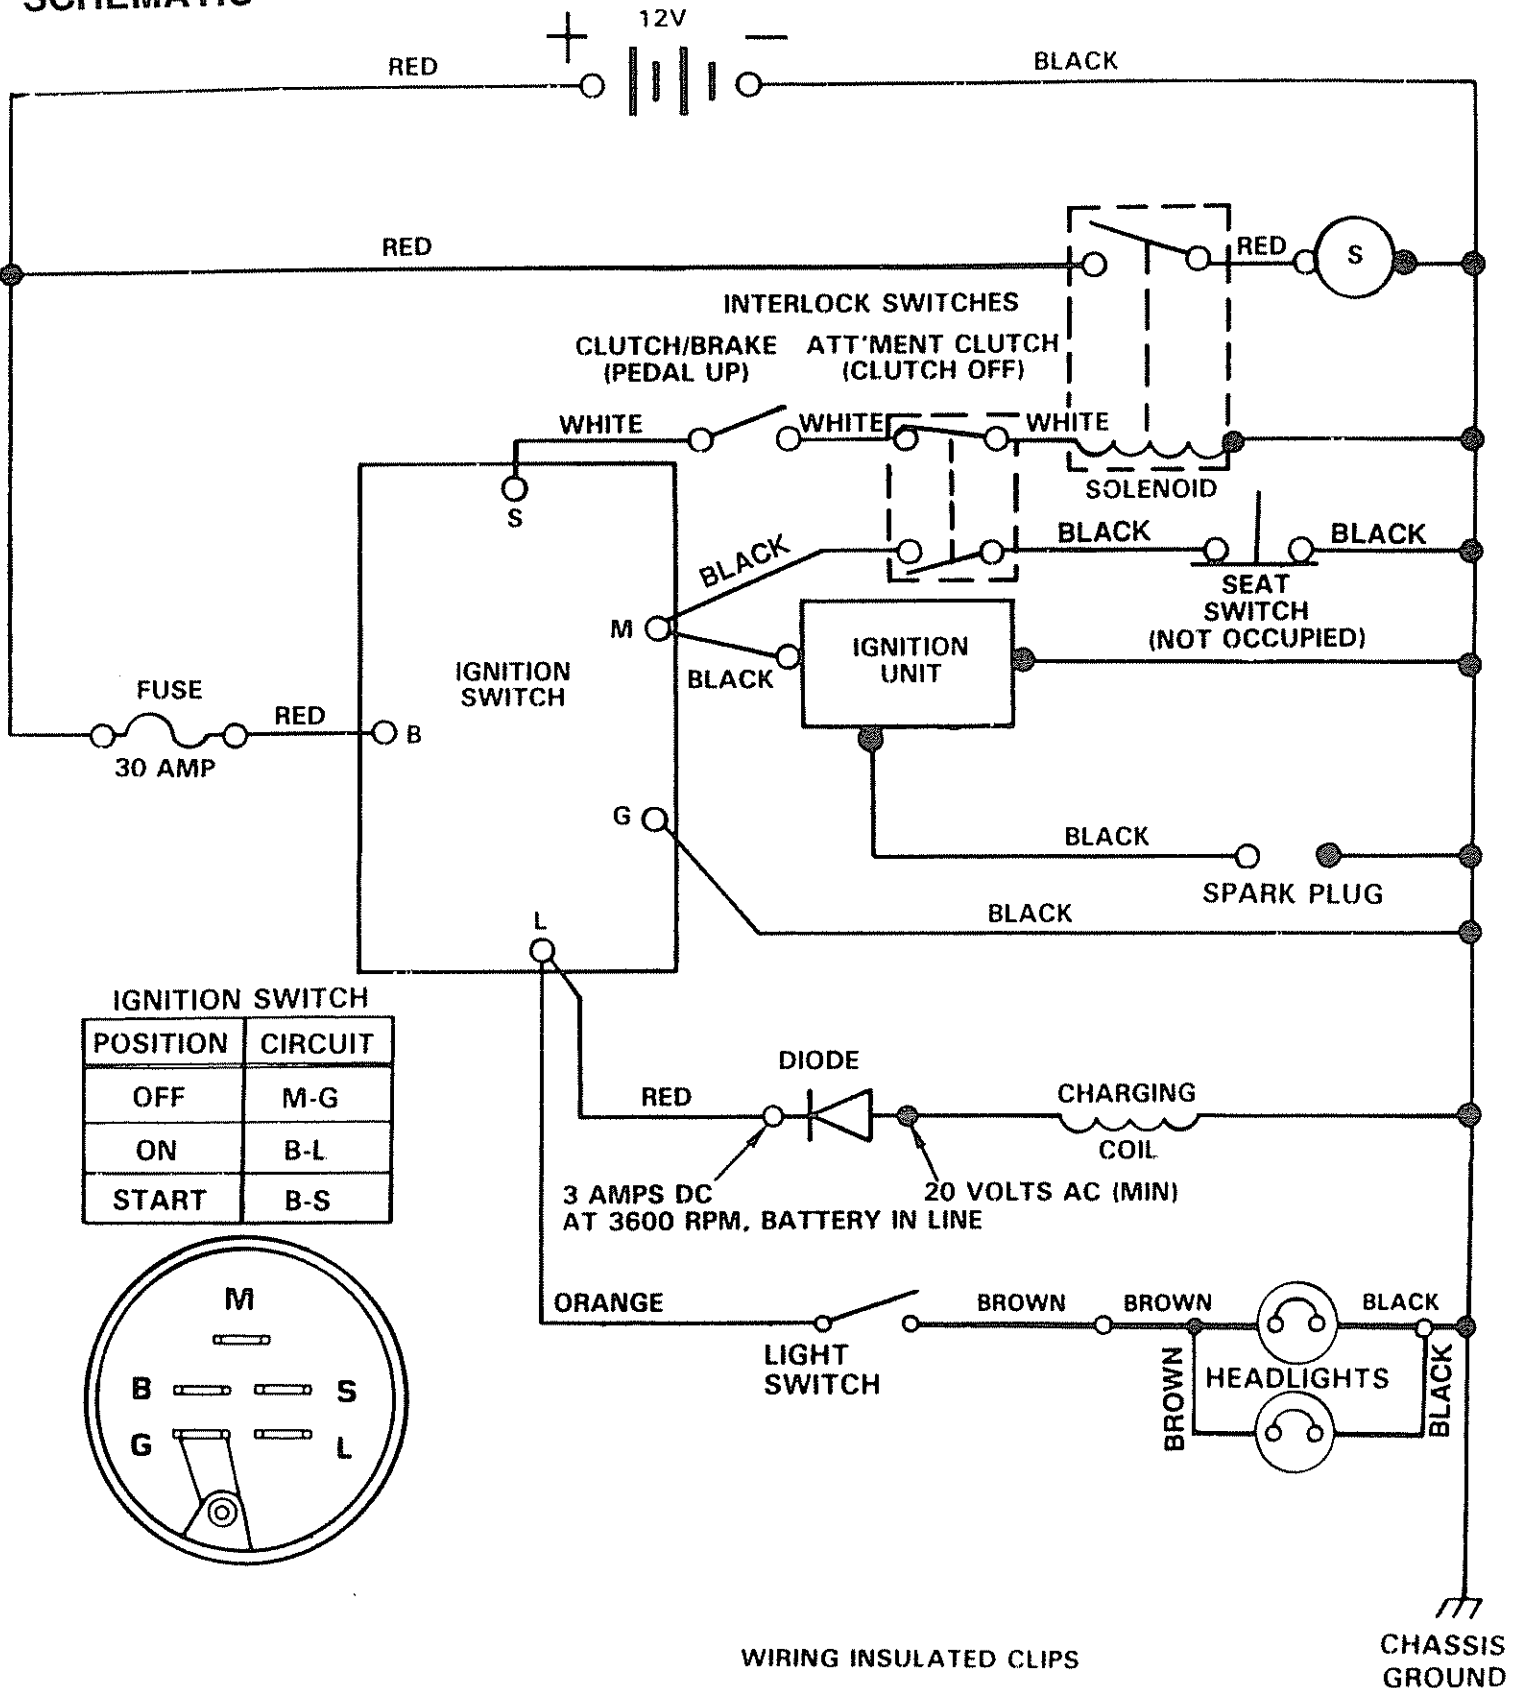 SCHEMATIC
12V
+ −
RED
BLACK
RED
RED
S
INTERLOCK SWITCHES
CLUTCH/BRAKE
(PEDAL UP)
ATT'MENT CLUTCH
(CLUTCH OFF)
WHITE
WHITE
WHITE
SOLENOID
S
BLACK
BLACK
BLACK
SEAT
SWITCH
(NOT OCCUPIED)
M
BLACK
IGNITION
UNIT
IGNITION
SWITCH
FUSE
RED
B
30 AMP
G
BLACK
SPARK PLUG
BLACK
L
IGNITION SWITCH
POSITION CIRCUIT
OFF M-G
ON B-L
START B-S
DIODE
RED
CHARGING
COIL
3 AMPS DC
AT 3600 RPM, BATTERY IN LINE
20 VOLTS AC (MIN)
M
B
S
G
L
ORANGE
LIGHT
SWITCH
BROWN
BROWN
BLACK
HEADLIGHTS
BROWN
BLACK
WIRING INSULATED CLIPS
CHASSIS
GROUND